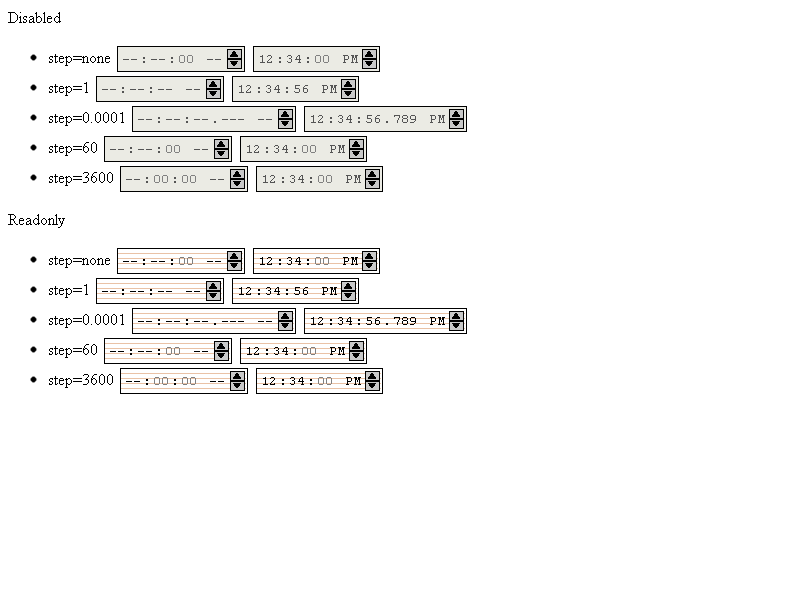 Disabled
step=none --:--:00 -- 12:34:00 PM
step=1 --:--:-- -- 12:34:56 PM
step=0.0001 --:--:--.--- -- 12:34:56.789 PM
step=60 --:--:00 -- 12:34:00 PM
step=3600 --:00:00 -- 12:34:00 PM
Readonly
step=none --:--:00 -- 12:34:00 PM
step=1 --:--:-- -- 12:34:56 PM
step=0.0001 --:--:--.--- -- 12:34:56.789 PM
step=60 --:--:00 -- 12:34:00 PM
step=3600 --:00:00 -- 12:34:00 PM